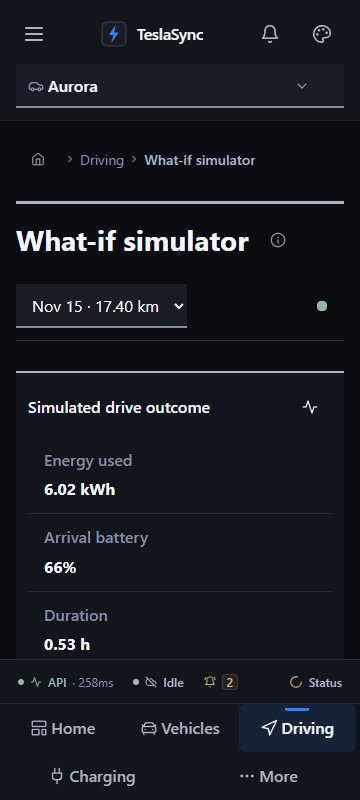 TeslaSync
Aurora
Driving
What-if simulator
What-if simulator
Nov 15 · 17.40 km
Simulated drive outcome
Energy used
6.02 kWh
Arrival battery
66%
Duration
0.53 h
API · 258ms
Idle
2
Status
Home
Vehicles
Driving
Charging
More